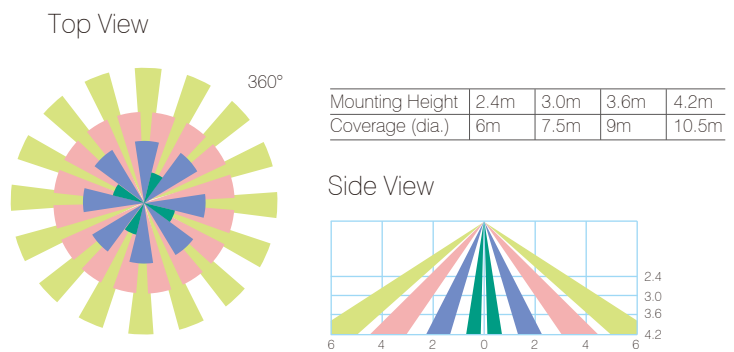 Top View
360°
Mounting Height 2.4m 3.0m 3.6m 4.2m
Coverage (dia.) 6m 7.5m 9m 10.5m
Side View
2.4
3.0
3.6
4.2
6 4 2 0 2 4 6